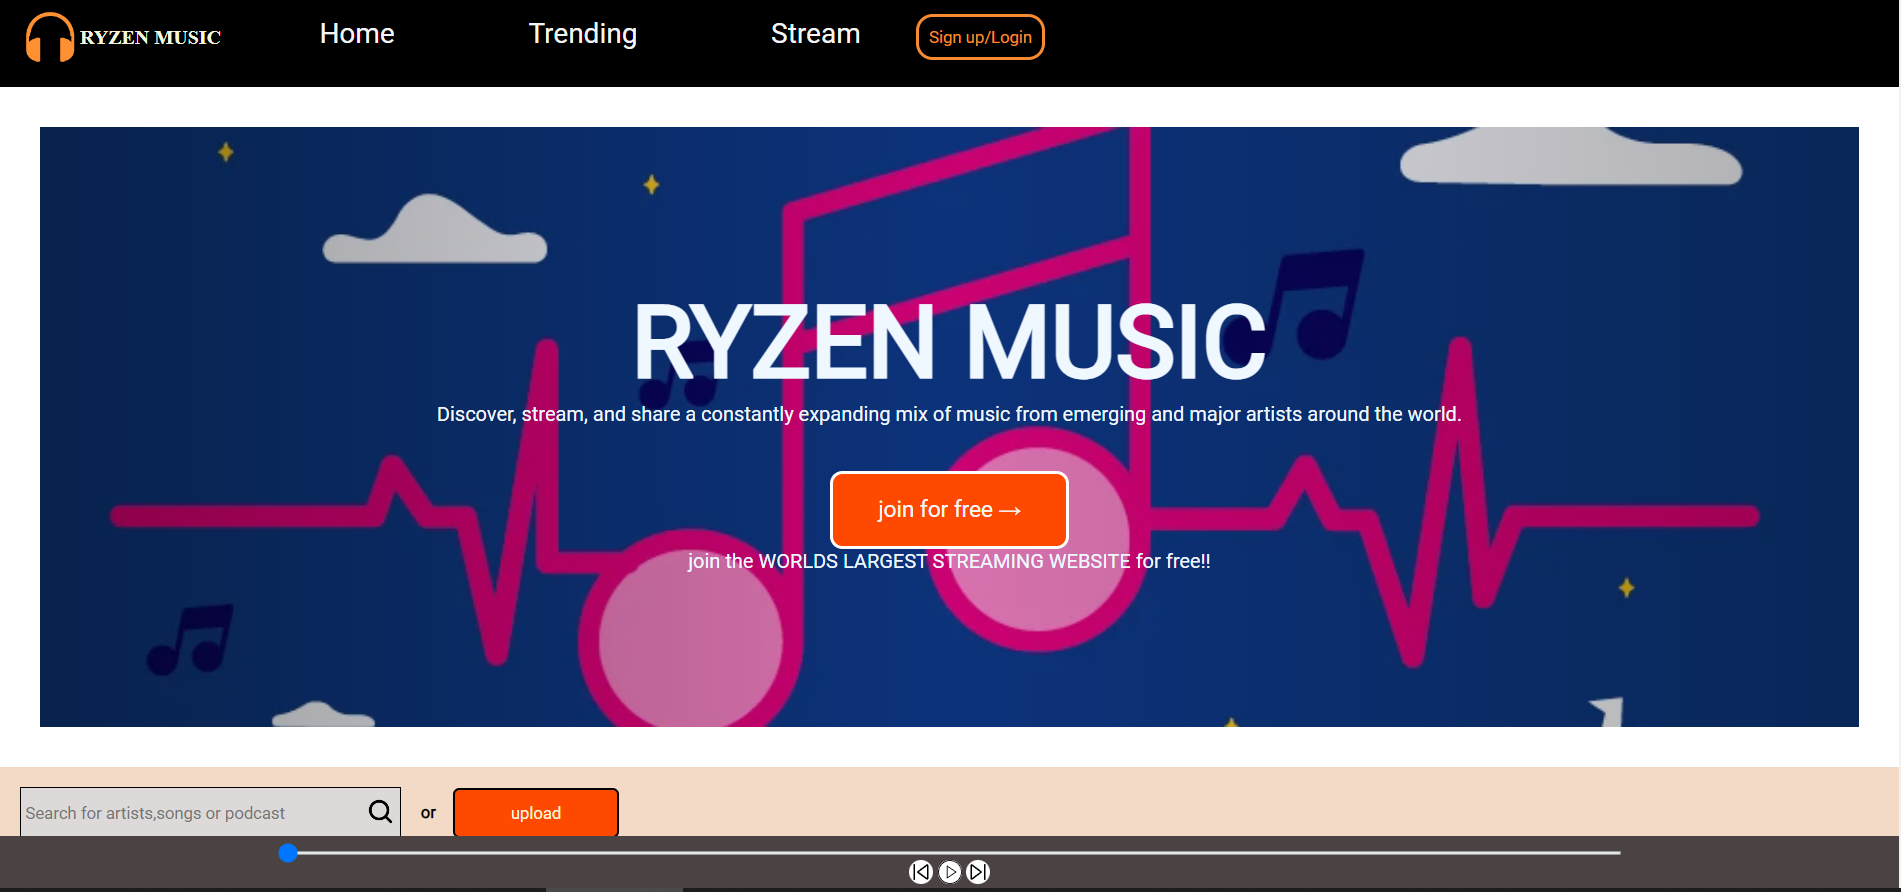 RYZEN MUSIC Home Trending Stream Sign up/Login
RYZEN MUSIC
Discover, stream, and share a constantly expanding mix of music from emerging and major artists around the world.
join for free →
join the WORLDS LARGEST STREAMING WEBSITE for free!!
Search for artists,songs or podcast or upload